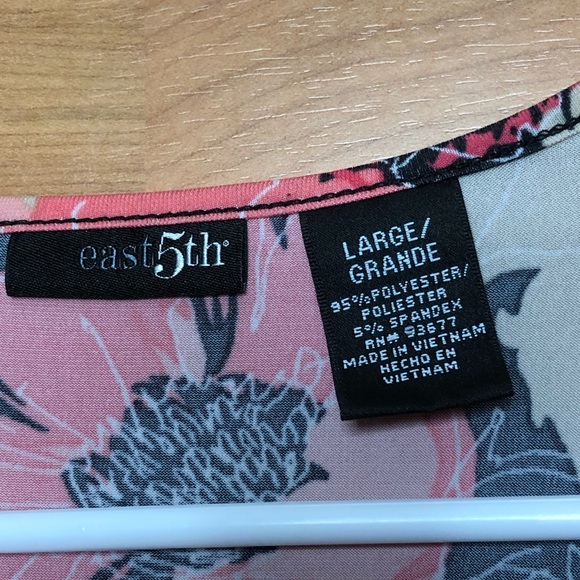 east5th®
LARGE/
GRANDE
95%POLYESTER/
POLIESTER
5% SPANDEX
RN# 93677
MADE IN VIETNAM
HECHO EN
VIETNAM